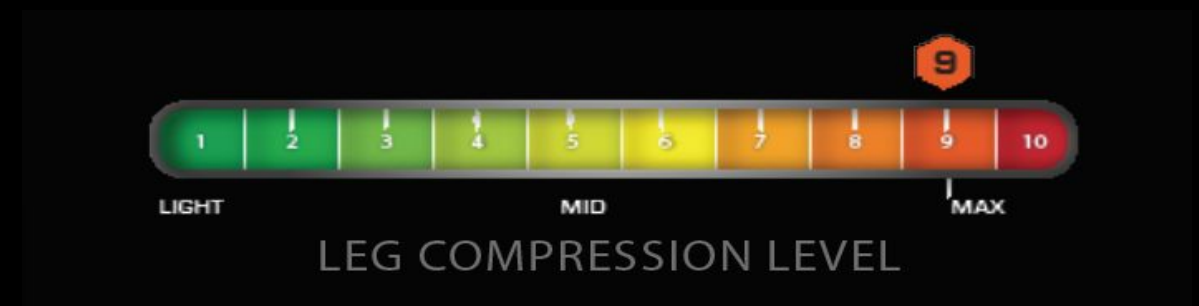 9
1 2 3 4 5 6 7 8 9 10
LIGHT MID MAX
LEG COMPRESSION LEVEL